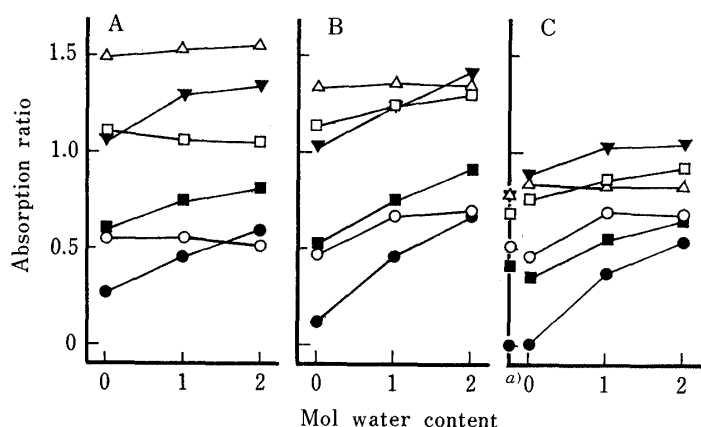 A B C
1.5
1.0
0.5
0
Absorption ratio
0 1 2 0 1 2 a) 0 1 2
Mol water content